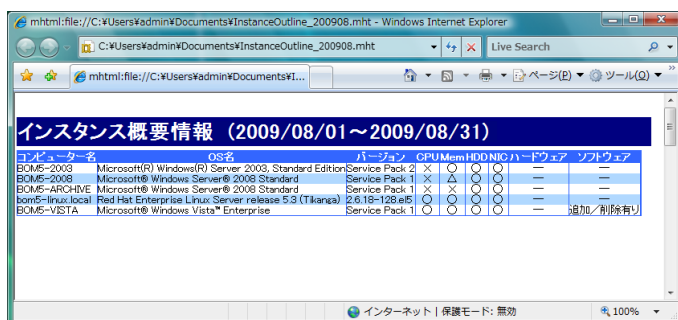 mhtml:file://C:¥Users¥admin¥Documents¥InstanceOutline_200908.mht - Windows Internet Explorer
C:¥Users¥admin¥Documents¥InstanceOutline_200908.mht Live Search
mhtml:file://C:¥Users¥admin¥Documents¥I... ページ(P) ツール(O)
インスタンス概要情報 （2009/08/01～2009/08/31）
コンピューター名 OS名 バージョン CPU Mem HDD NIC ハードウェア ソフトウェア
BOM5-2003 Microsoft(R) Windows(R) Server 2003, Standard Edition Service Pack 2 × ○ ○ ○ － －
BOM5-2008 Microsoft® Windows Server® 2008 Standard Service Pack 1 × △ ○ ○ － －
BOM5-ARCHIVE Microsoft® Windows Server® 2008 Standard Service Pack 1 × × ○ ○ － －
bom5-linux.local Red Hat Enterprise Linux Server release 5.3 (Tikanga) 2.6.18-128.el5 ○ ○ ○ ○ － －
BOM5-VISTA Microsoft® Windows Vista™ Enterprise Service Pack 1 ○ ○ ○ ○ － 追加／削除有り
インターネット | 保護モード: 無効 100%